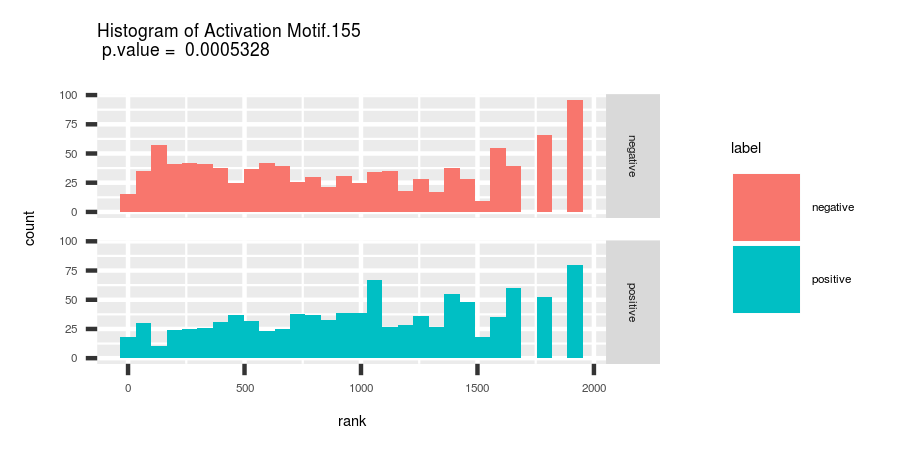 Histogram of Activation Motif.155
p.value = 0.0005328
100
75
50
25
0
negative
100
75
50
25
0
positive
0
500
1000
1500
2000
rank
count
label
negative
positive